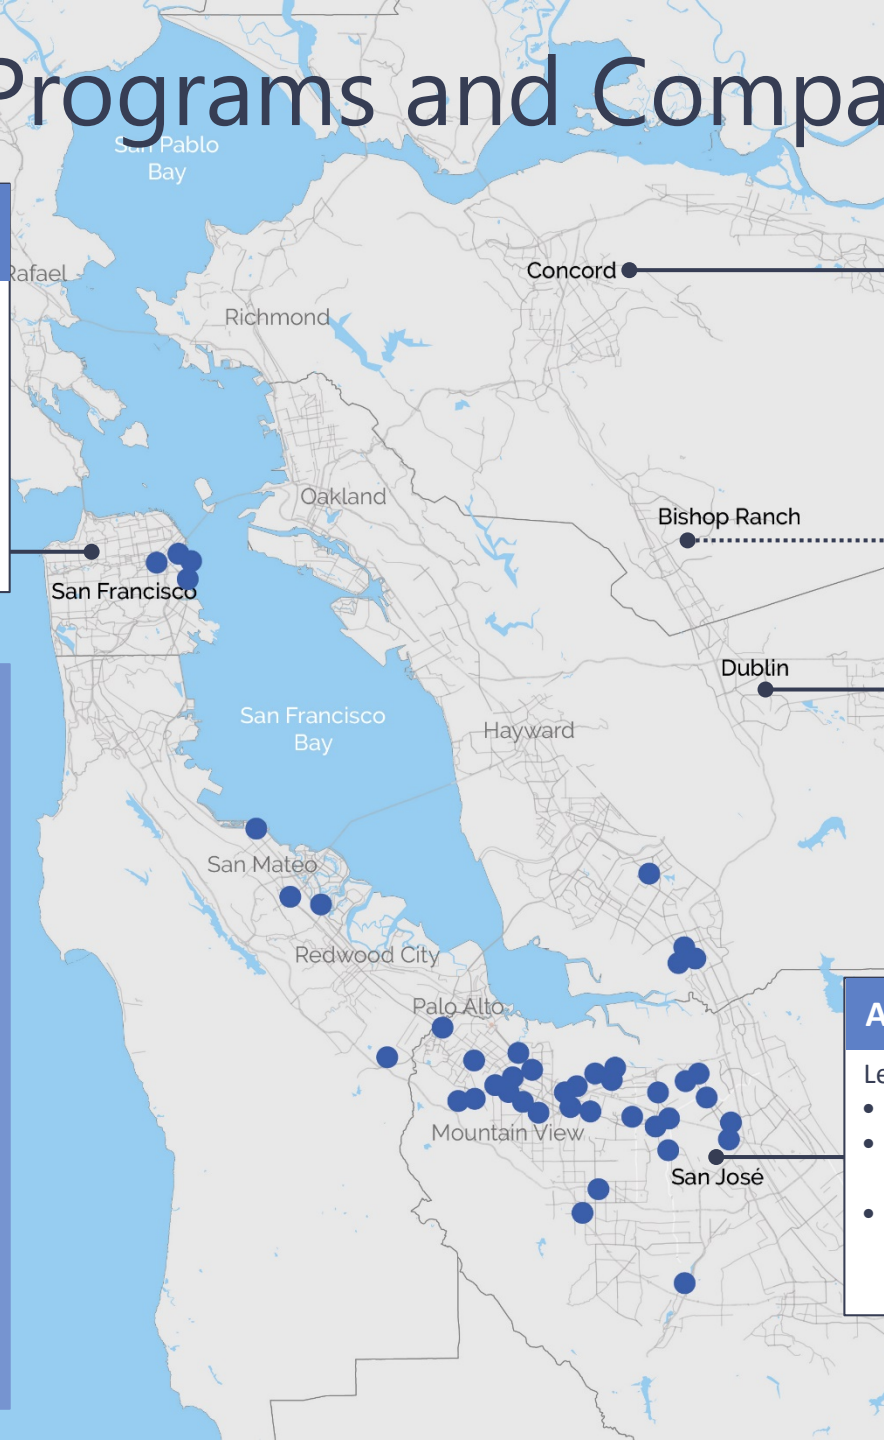 Programs and Compa
San Pablo
Bay
Rafael
Concord
Richmond
Oakland
Bishop Ranch
San Francisco
Dublin
San Francisco
Bay
Hayward
San Mateo
Redwood City
Palo Alto
A
Le
•
•
•
Mountain View
San José